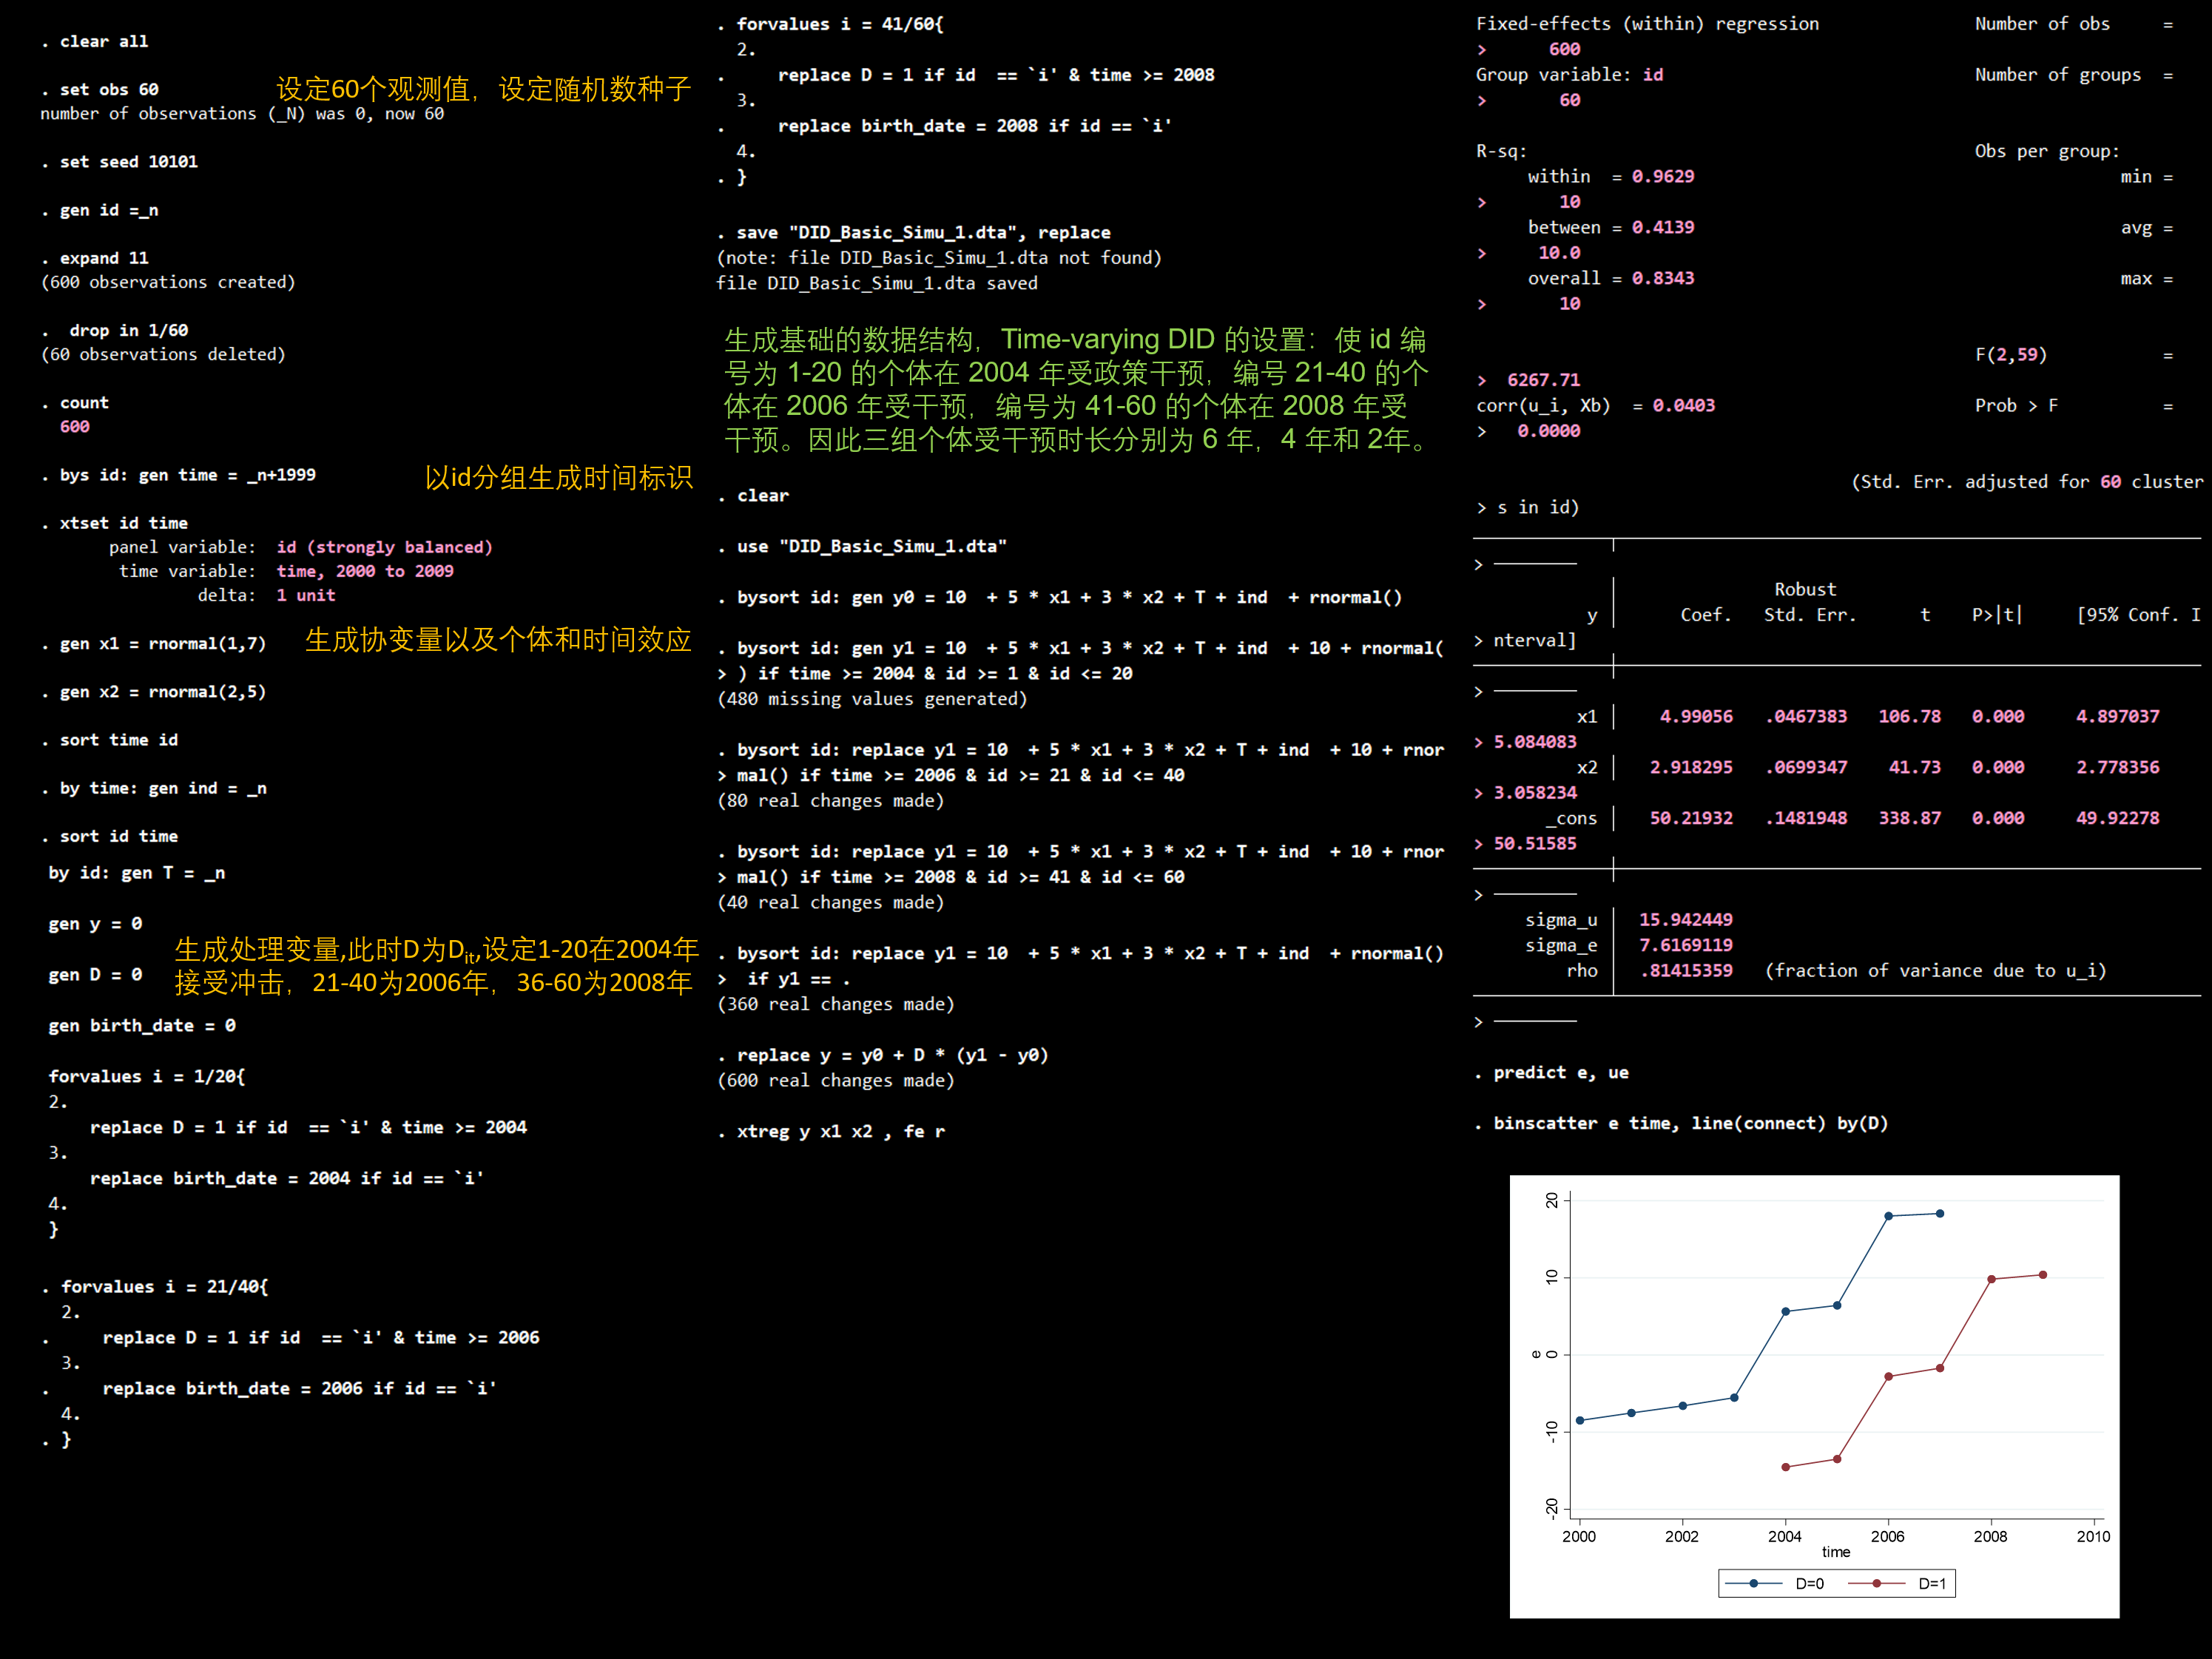 . clear all
. set obs 60
设定60个观测值，设定随机数种子
number of observations (_N) was 0, now 60
. set seed 10101
. gen id =_n
. expand 11
(600 observations created)
.  drop in 1/60
(60 observations deleted)
. count
600
. bys id: gen time = _n+1999
以id分组生成时间标识
. xtset id time
panel variable:  id (strongly balanced)
time variable:  time, 2000 to 2009
delta:  1 unit
. gen x1 = rnormal(1,7)
生成协变量以及个体和时间效应
. gen x2 = rnormal(2,5)
. sort time id
. by time: gen ind = _n
. sort id time
by id: gen T = _n
gen y = 0
gen D = 0
生成处理变量,此时D为Dit,设定1-20在2004年
接受冲击，21-40为2006年，36-60为2008年
gen birth_date = 0
forvalues i = 1/20{
2.
replace D = 1 if id  == `i' & time >= 2004
3.
replace birth_date = 2004 if id == `i'
4.
}
. forvalues i = 21/40{
2.
.     replace D = 1 if id  == `i' & time >= 2006
3.
.     replace birth_date = 2006 if id == `i'
4.
. }
. forvalues i = 41/60{
2.
.     replace D = 1 if id  == `i' & time >= 2008
3.
.     replace birth_date = 2008 if id == `i'
4.
. }
. save "DID_Basic_Simu_1.dta", replace
(note: file DID_Basic_Simu_1.dta not found)
file DID_Basic_Simu_1.dta saved
生成基础的数据结构，Time-varying DID 的设置：使 id 编
号为 1-20 的个体在 2004 年受政策干预，编号 21-40 的个
体在 2006 年受干预，编号为 41-60 的个体在 2008 年受
干预。因此三组个体受干预时长分别为 6 年，4 年和 2年。
. clear
. use "DID_Basic_Simu_1.dta"
. bysort id: gen y0 = 10  + 5 * x1 + 3 * x2 + T + ind  + rnormal()
. bysort id: gen y1 = 10  + 5 * x1 + 3 * x2 + T + ind  + 10 + rnormal(
> ) if time >= 2004 & id >= 1 & id <= 20
(480 missing values generated)
. bysort id: replace y1 = 10  + 5 * x1 + 3 * x2 + T + ind  + 10 + rnor
> mal() if time >= 2006 & id >= 21 & id <= 40
(80 real changes made)
. bysort id: replace y1 = 10  + 5 * x1 + 3 * x2 + T + ind  + 10 + rnor
> mal() if time >= 2008 & id >= 41 & id <= 60
(40 real changes made)
. bysort id: replace y1 = 10  + 5 * x1 + 3 * x2 + T + ind  + rnormal()
>  if y1 == .
(360 real changes made)
. replace y = y0 + D * (y1 - y0)
(600 real changes made)
. xtreg y x1 x2 , fe r
Fixed-effects (within) regression Number of obs =
> 600
Group variable: id Number of groups =
> 60
R-sq: Obs per group:
within = 0.9629 min =
> 10
between = 0.4139 avg =
> 10.0
overall = 0.8343 max =
> 10
F(2,59) =
> 6267.71
corr(u_i, Xb) = 0.0403 Prob > F =
> 0.0000
(Std. Err. adjusted for 60 cluster
> s in id)
>
Robust
y Coef. Std. Err. t P>|t| [95% Conf. I
> nterval]
>
x1 4.99056 .0467383 106.78 0.000 4.897037
> 5.084083
x2 2.918295 .0699347 41.73 0.000 2.778356
> 3.058234
_cons 50.21932 .1481948 338.87 0.000 49.92278
> 50.51585
>
sigma_u 15.942449
sigma_e 7.6169119
rho .81415359 (fraction of variance due to u_i)
>
. predict e, ue
. binscatter e time, line(connect) by(D)
20
10
0
-10
-20
e
2000 2002 2004 2006 2008 2010
time
D=0 D=1